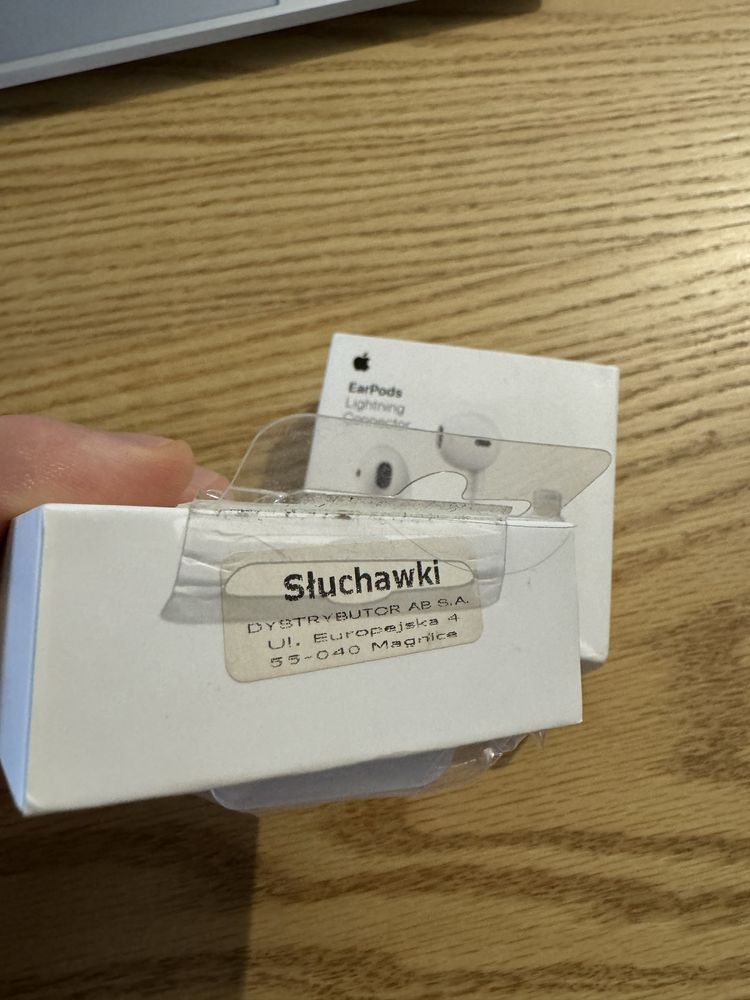 EarPods
Lightning
Connector
Słuchawki
DYSTRYBUTOR AB S.A.
Ul. Europejska 4
55-040 Magnice